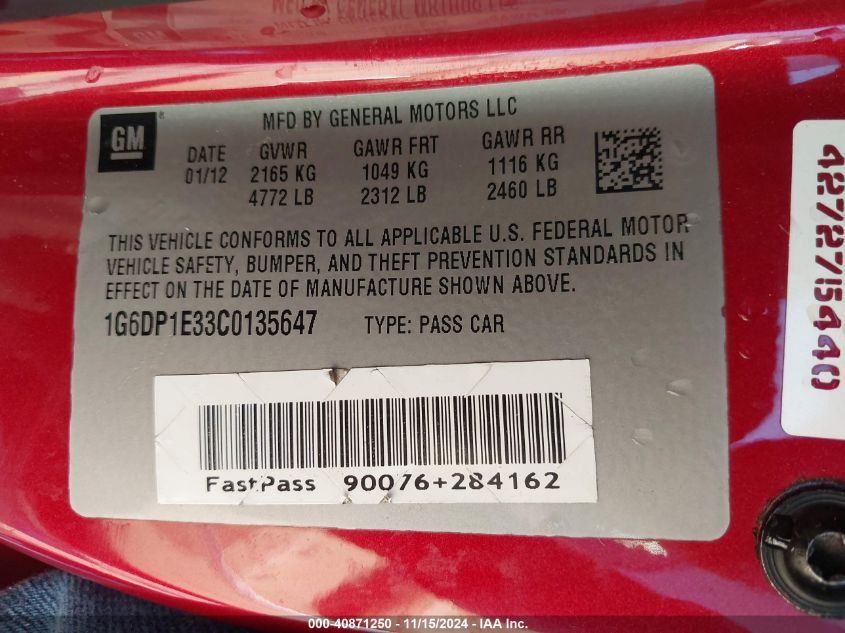 GM
MFD BY GENERAL MOTORS LLC
DATE GVWR GAWR FRT GAWR RR
01/12 2165 KG 1049 KG 1116 KG
4772 LB 2312 LB 2460 LB
THIS VEHICLE CONFORMS TO ALL APPLICABLE U.S. FEDERAL MOTOR
VEHICLE SAFETY, BUMPER, AND THEFT PREVENTION STANDARDS IN
EFFECT ON THE DATE OF MANUFACTURE SHOWN ABOVE.
1G6DP1E33C0135647 TYPE: PASS CAR
FastPass 90076+284162
427275440
000-40871250 - 11/15/2024 - IAA Inc.